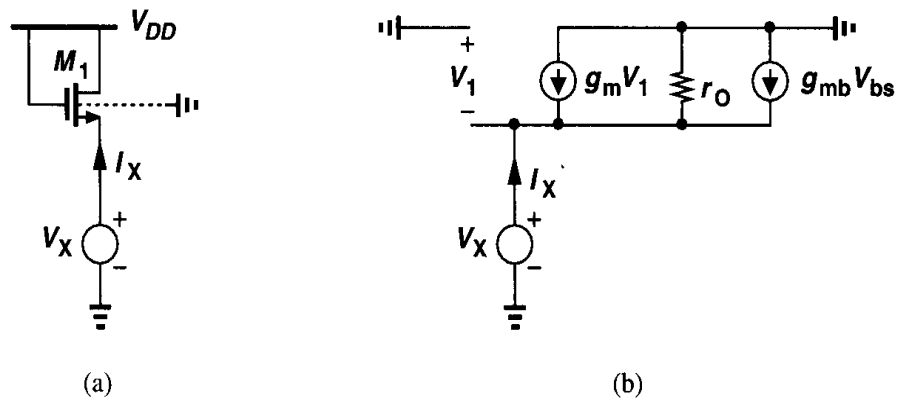 V_DD
M_1
I_X
V_X
+
−
(a)
+
V_1
−
g_m V_1
r_O
g_mb V_bs
I_X
V_X
+
−
(b)